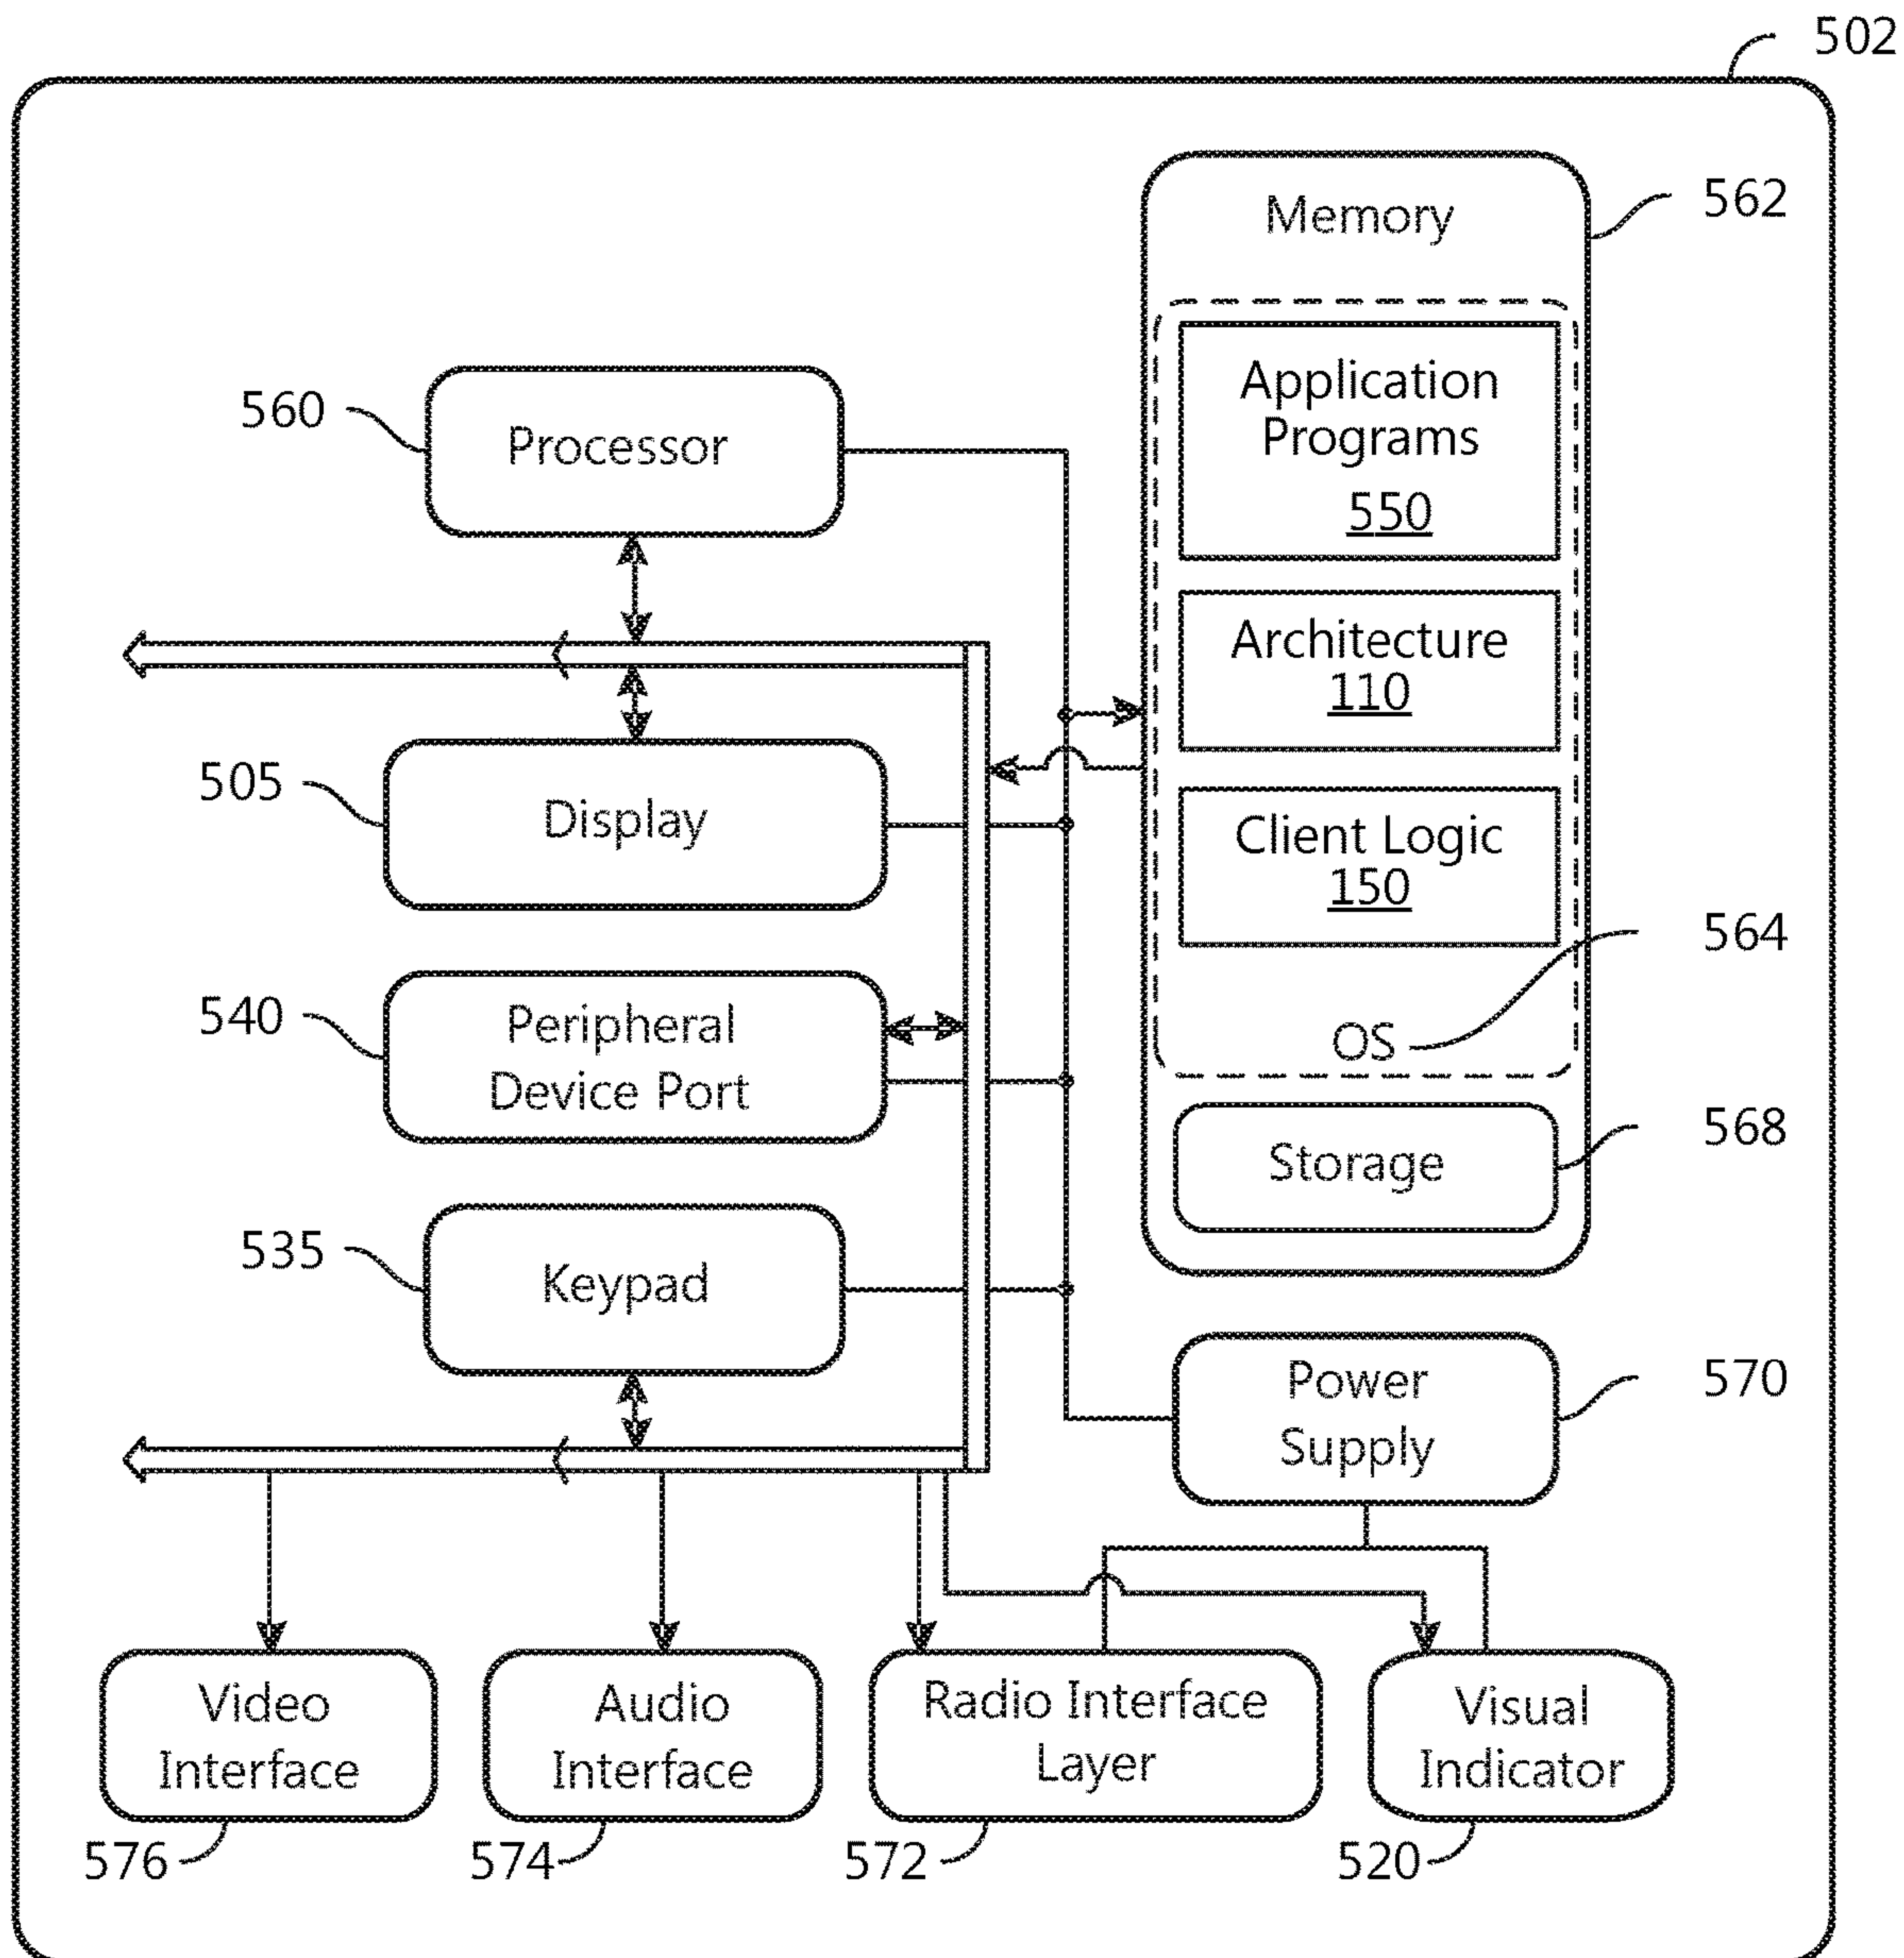 502
Memory
562
Application
Programs
550
560
Processor
Architecture
110
505
Display
Client Logic
150
564
540
Peripheral
Device Port
OS
568
Storage
535
Keypad
Power
Supply
570
Video
Interface
Audio
Interface
Radio Interface
Layer
Visual
Indicator
576
574
572
520